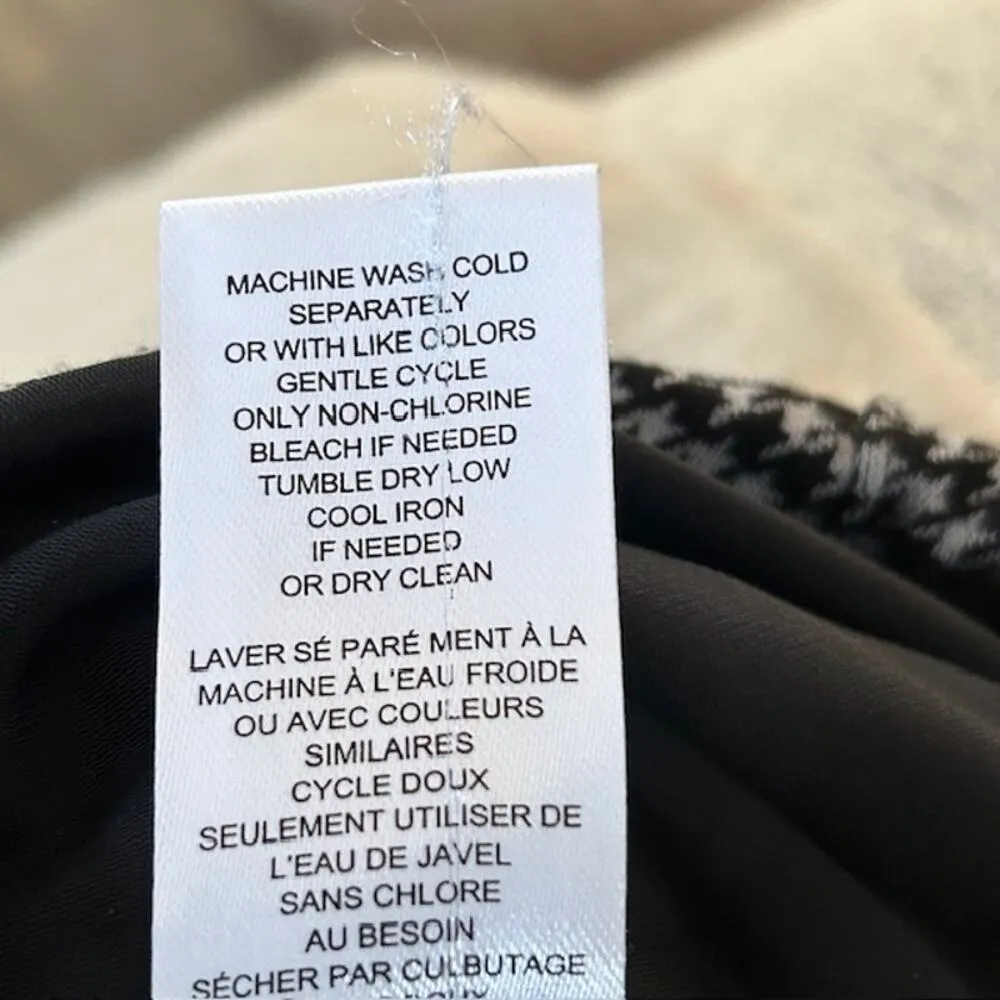 MACHINE WASH COLD
SEPARATELY
OR WITH LIKE COLORS
GENTLE CYCLE
ONLY NON-CHLORINE
BLEACH IF NEEDED
TUMBLE DRY LOW
COOL IRON
IF NEEDED
OR DRY CLEAN
LAVER SÉ PARÉ MENT À LA
MACHINE À L'EAU FROIDE
OU AVEC COULEURS
SIMILAIRES
CYCLE DOUX
SEULEMENT UTILISER DE
L'EAU DE JAVEL
SANS CHLORE
AU BESOIN
SÉCHER PAR CULBUTAGE